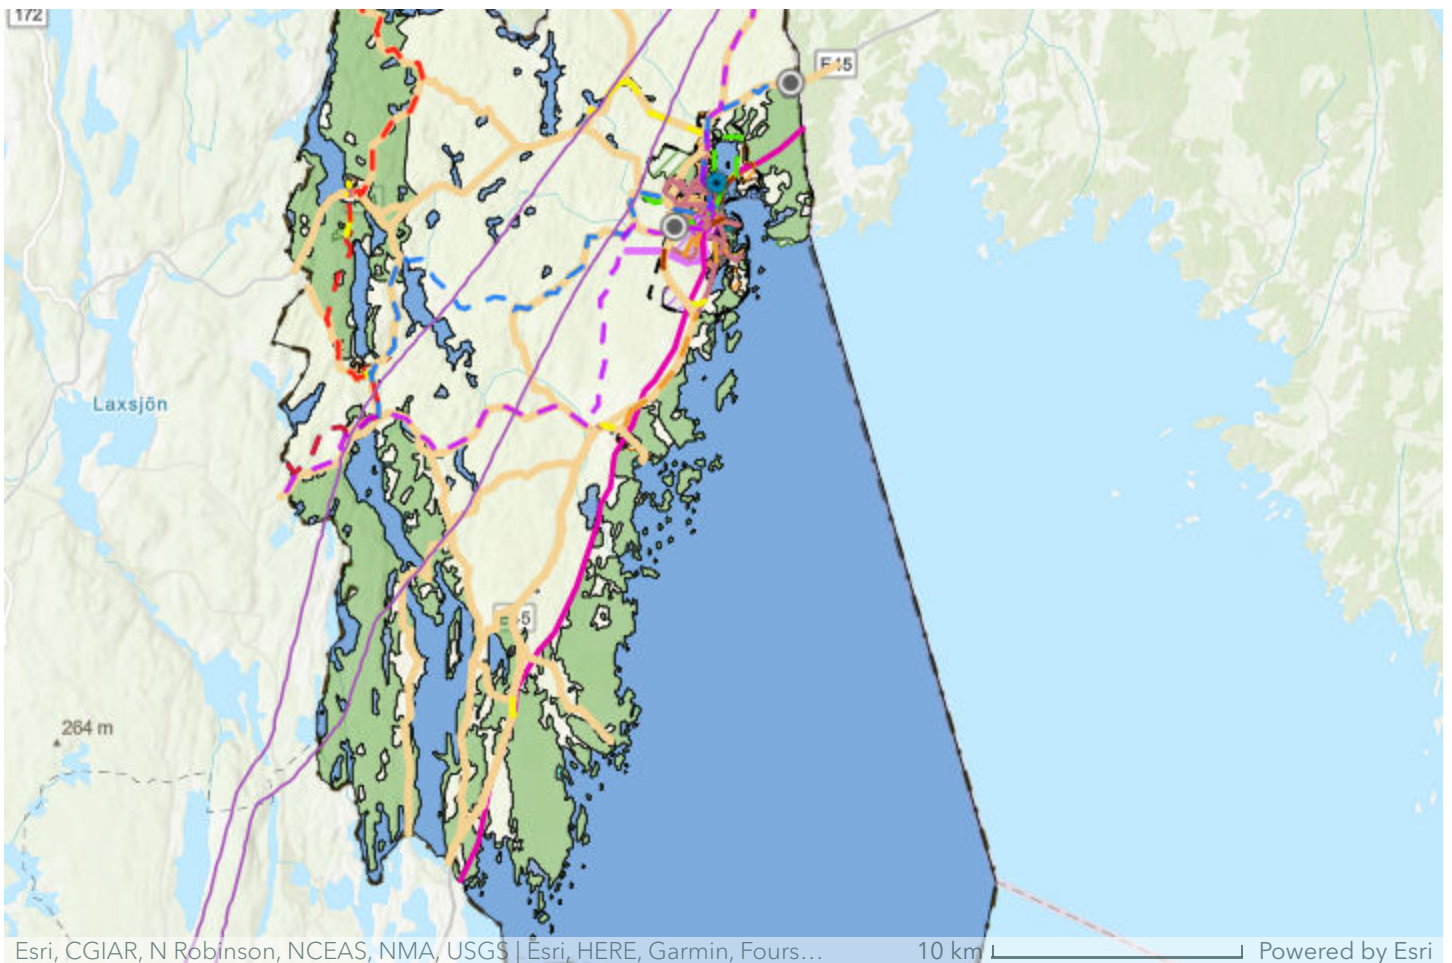 172
E45
Laxsjön
264 m
Esri, CGIAR, N Robinson, NCEAS, NMA, USGS | Esri, HERE, Garmin, Fours…
10 km
Powered by Esri